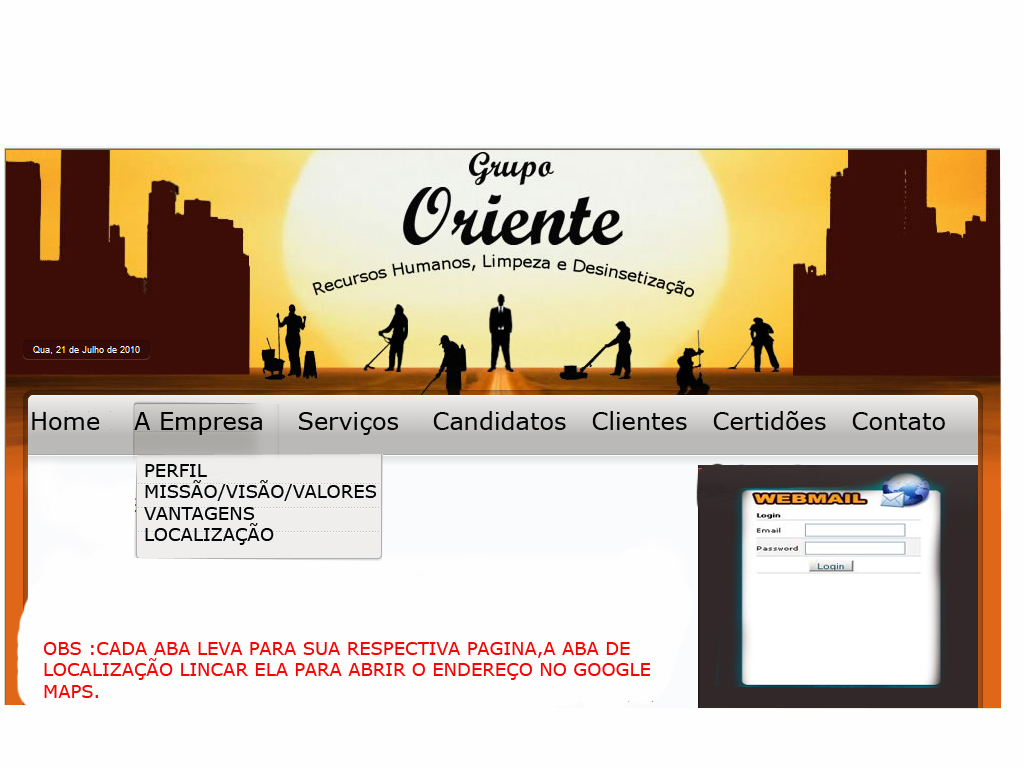 Grupo
Oriente
Recursos Humanos, Limpeza e Desinsetização
Qua, 21 de Julho de 2010
Home A Empresa Serviços Candidatos Clientes Certidões Contato
PERFIL
MISSÃO/VISÃO/VALORES
VANTAGENS
LOCALIZAÇÃO
WEBMAIL
Login
Email
Password
Login
OBS :CADA ABA LEVA PARA SUA RESPECTIVA PAGINA,A ABA DE
LOCALIZAÇÃO LINCAR ELA PARA ABRIR O ENDEREÇO NO GOOGLE
MAPS.